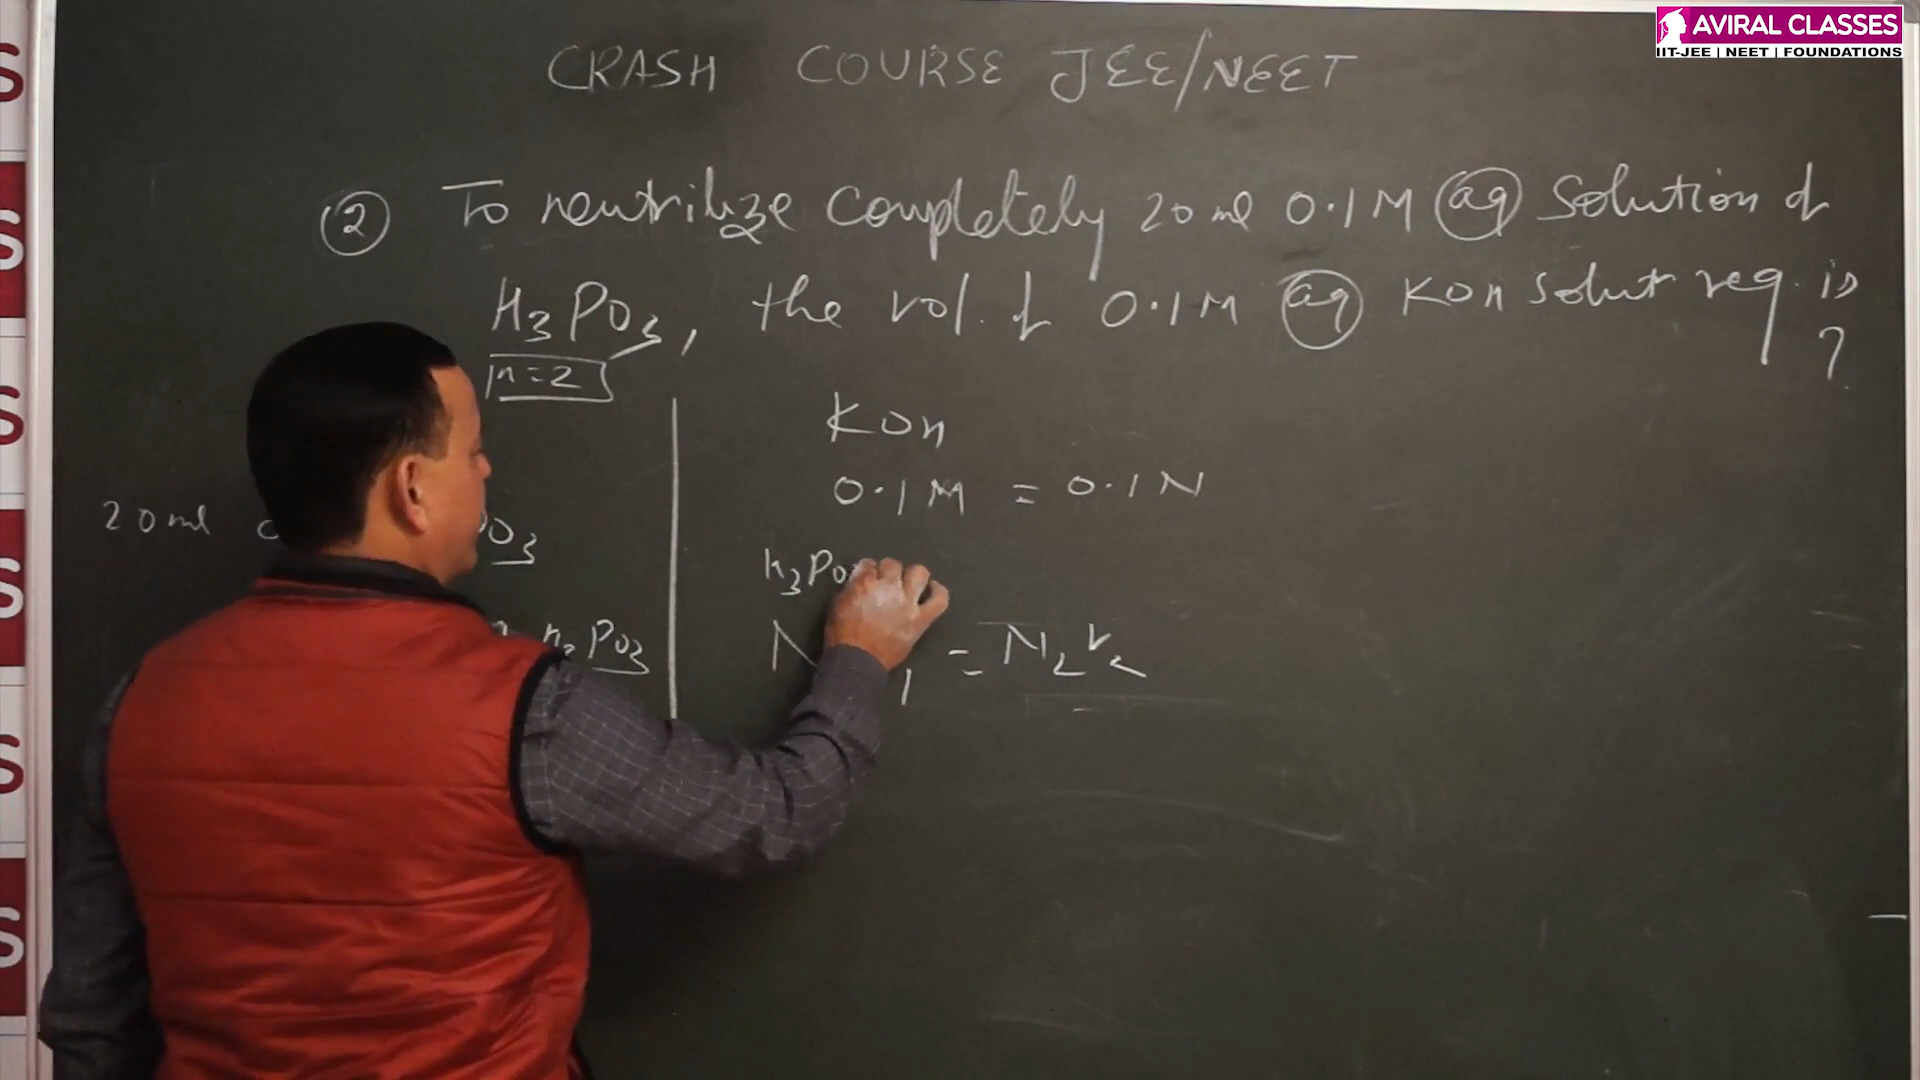 AVIRAL CLASSES
IIT-JEE | NEET | FOUNDATIONS
CRASH COURSE JEE/NEET
② To neutrilize completely 20 ml 0.1 M aq Solution of
H3PO3, the vol. of 0.1 M aq KOH solut req. is ?
n=2
KOH
0.1 M = 0.1 N
20 ml
PO3
H3PO
H3PO3
N 1 = N2V2